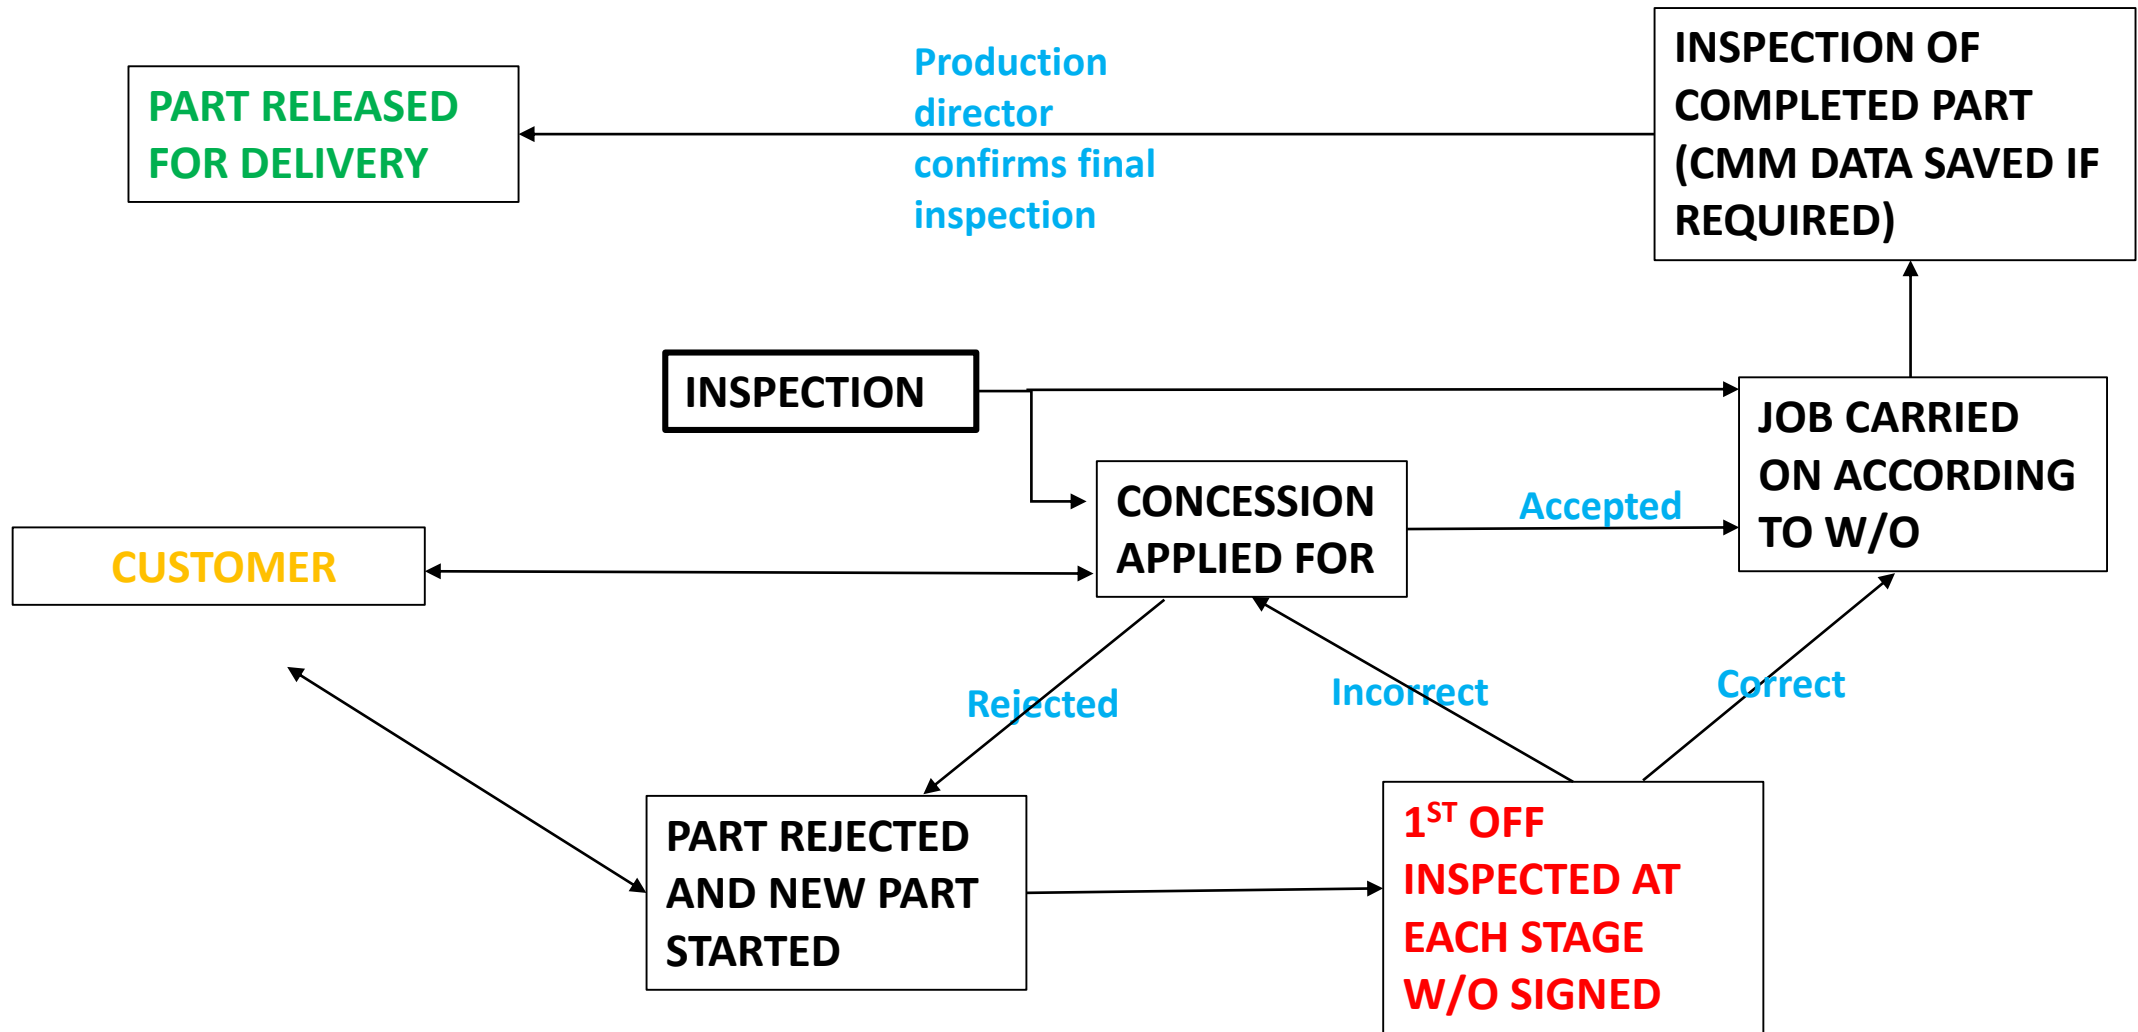 PART RELEASED
FOR DELIVERY
Production
director
confirms final
inspection
INSPECTION OF
COMPLETED PART
(CMM DATA SAVED IF
REQUIRED)
INSPECTION
JOB CARRIED
ON ACCORDING
TO W/O
CONCESSION
APPLIED FOR
Accepted
CUSTOMER
Rejected
Incorrect
Correct
PART REJECTED
AND NEW PART
STARTED
1ST OFF
INSPECTED AT
EACH STAGE
W/O SIGNED